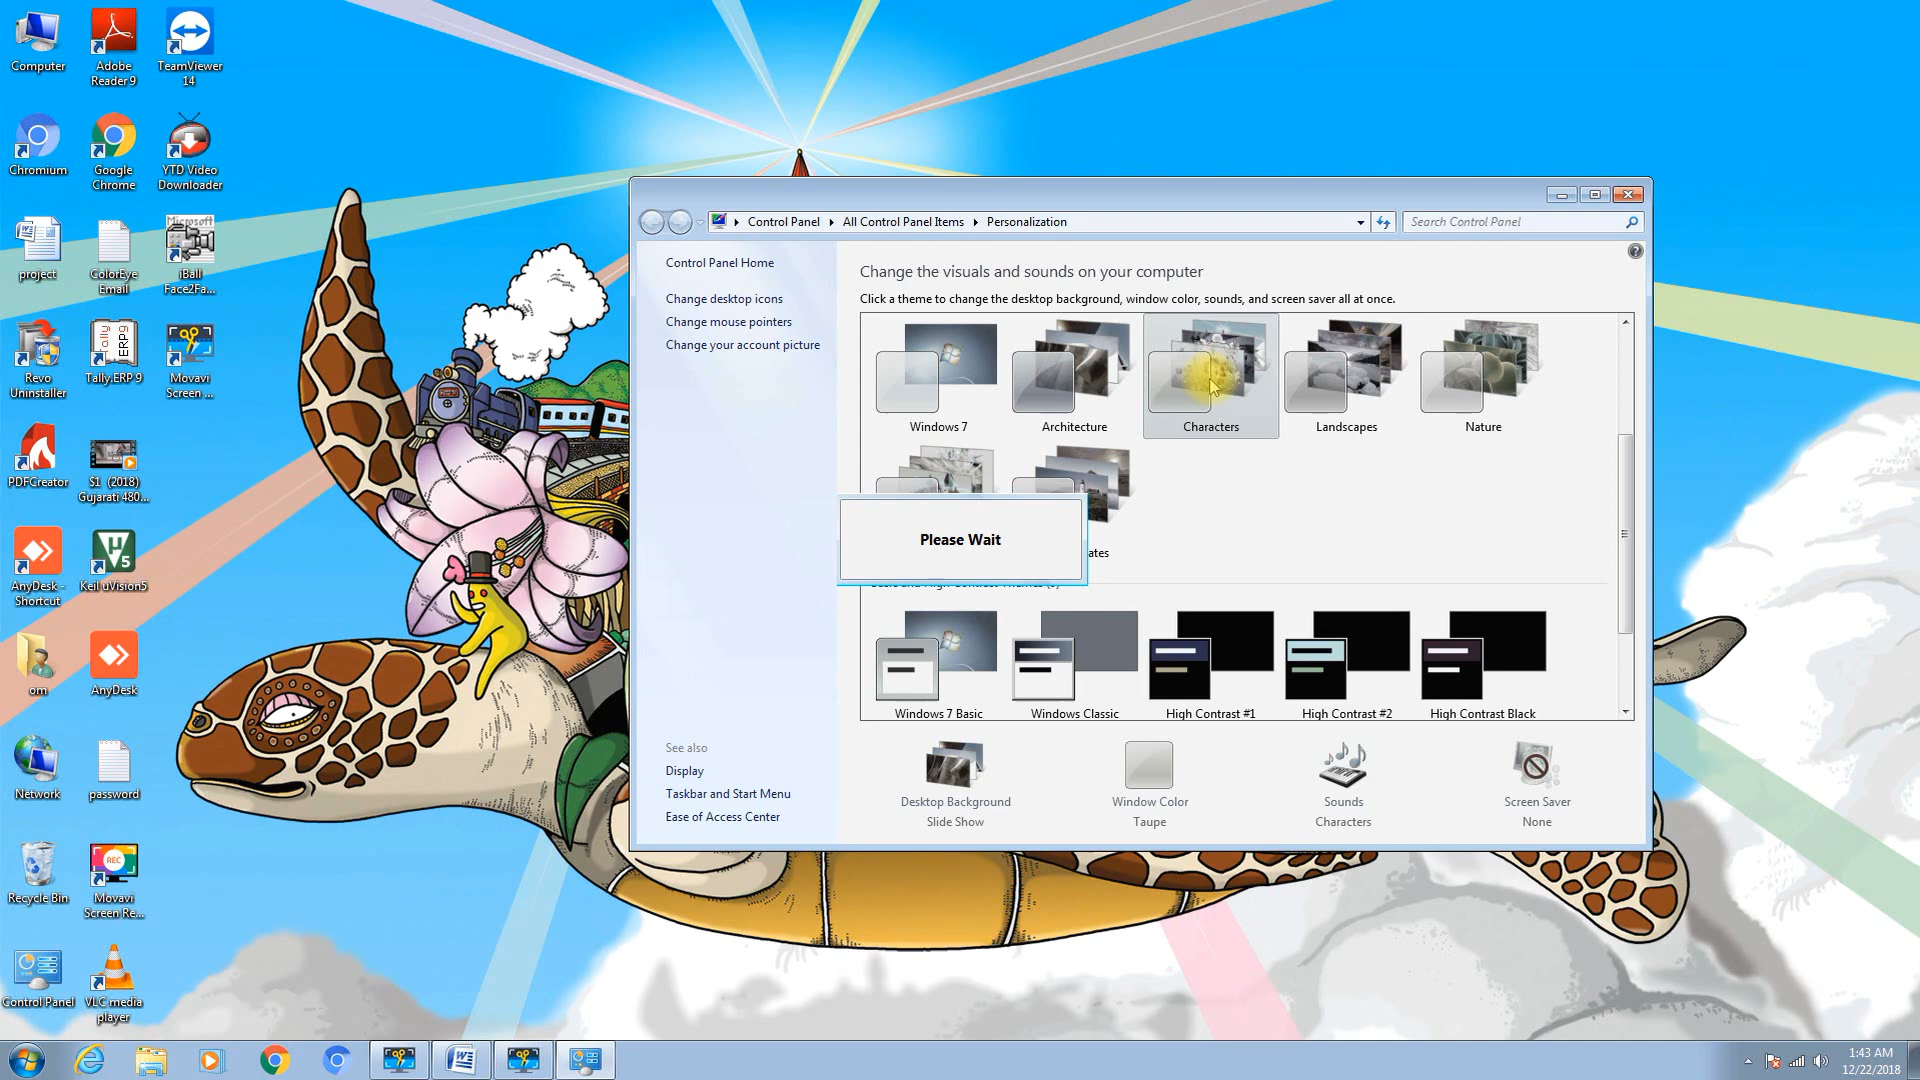 Computer
Adobe
Reader 9
TeamViewer
14
Chromium
Google
Chrome
YTD Video
Downloader
project
ColorEye
Email
Microsoft
iBall
Face2Fa...
Revo
Uninstaller
Tally.ERP 9
Movavi
Screen ...
PDFCreator
$1 (2018)
Gujarati 480...
AnyDesk -
Shortcut
Keil uVision5
om
AnyDesk
Network
password
Recycle Bin
REC
Movavi
Screen Re...
Control Panel
VLC media
player
Control Panel
All Control Panel Items
Personalization
Search Control Panel
Control Panel Home
Change desktop icons
Change mouse pointers
Change your account picture
Change the visuals and sounds on your computer
Click a theme to change the desktop background, window color, sounds, and screen saver all at once.
Windows 7
Architecture
Characters
Landscapes
Nature
Please Wait
ates
Windows 7 Basic
Windows Classic
High Contrast #1
High Contrast #2
High Contrast Black
See also
Display
Taskbar and Start Menu
Ease of Access Center
Desktop Background
Slide Show
Window Color
Taupe
Sounds
Characters
Screen Saver
None
1:43 AM
12/22/2018